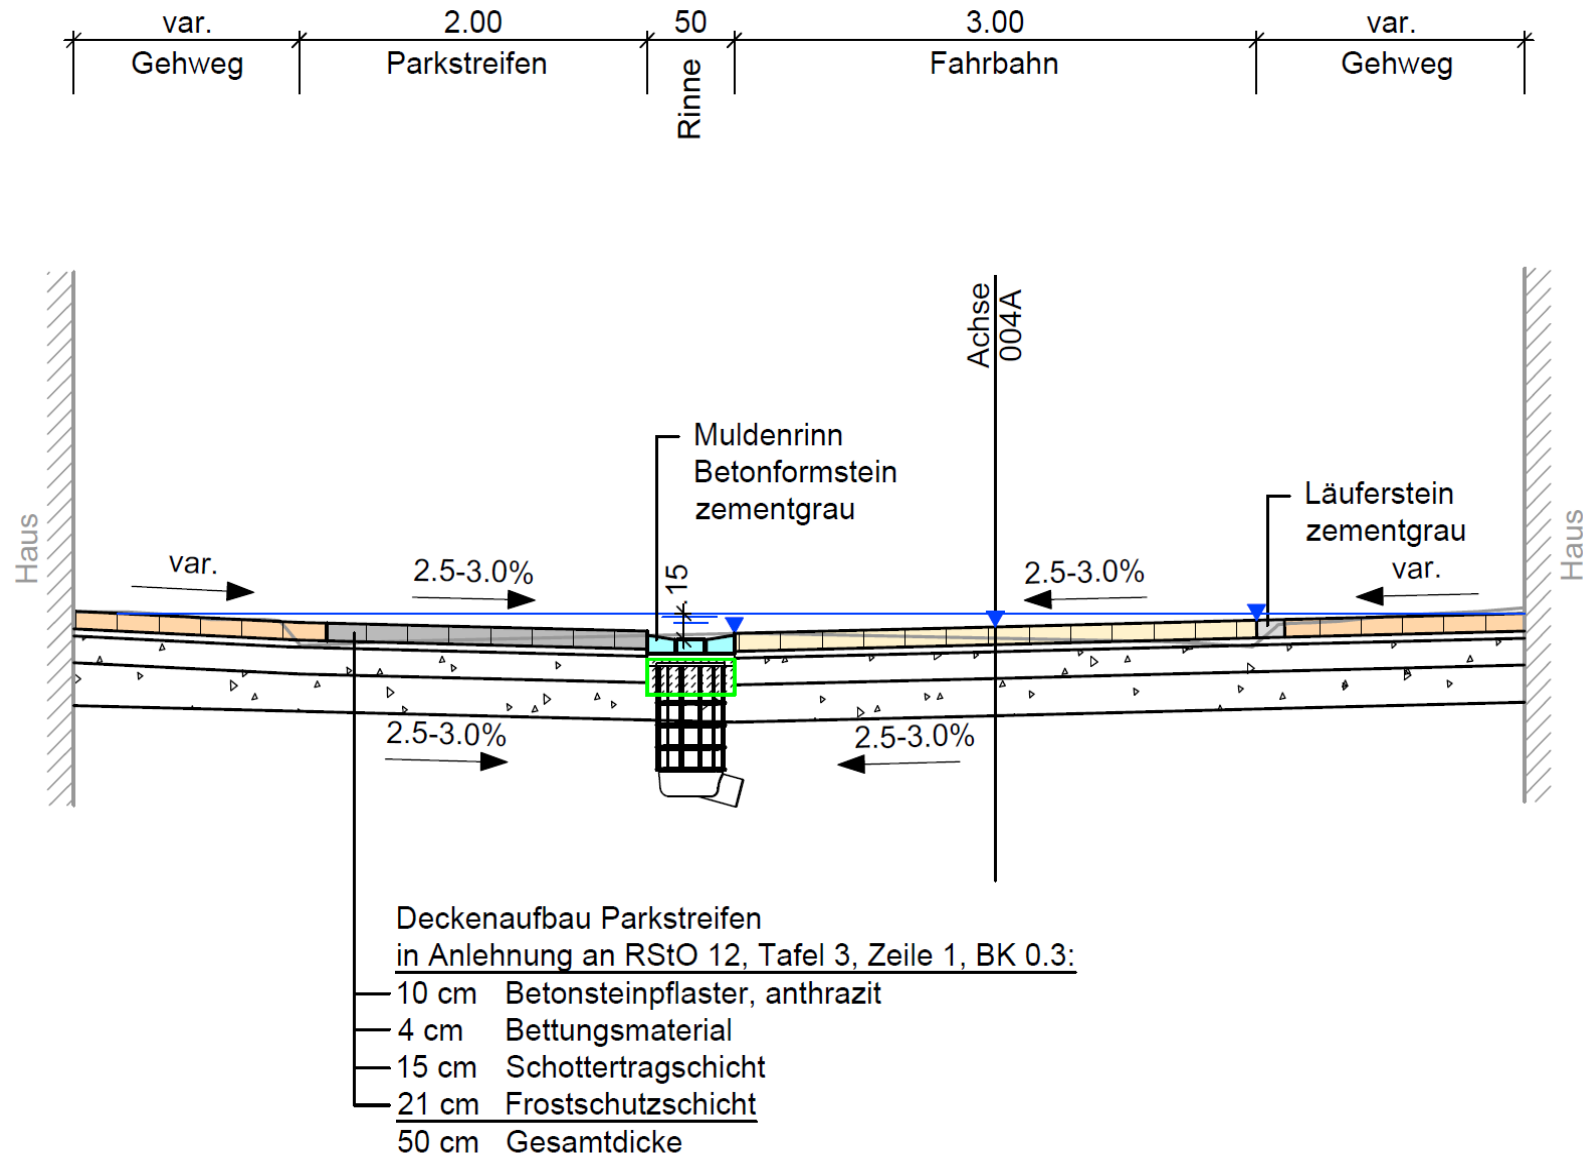 var.
2.00
50
3.00
var.
Gehweg
Parkstreifen
Rinne
Fahrbahn
Gehweg
Achse
004A
Muldenrinn
Betonformstein
zementgrau
Läuferstein
zementgrau
Haus
Haus
var.
2.5-3.0%
15
2.5-3.0%
var.
2.5-3.0%
2.5-3.0%
Deckenaufbau Parkstreifen
in Anlehnung an RStO 12, Tafel 3, Zeile 1, BK 0.3:
10 cm Betonsteinpflaster, anthrazit
4 cm Bettungsmaterial
15 cm Schottertragschicht
21 cm Frostschutzschicht
50 cm Gesamtdicke